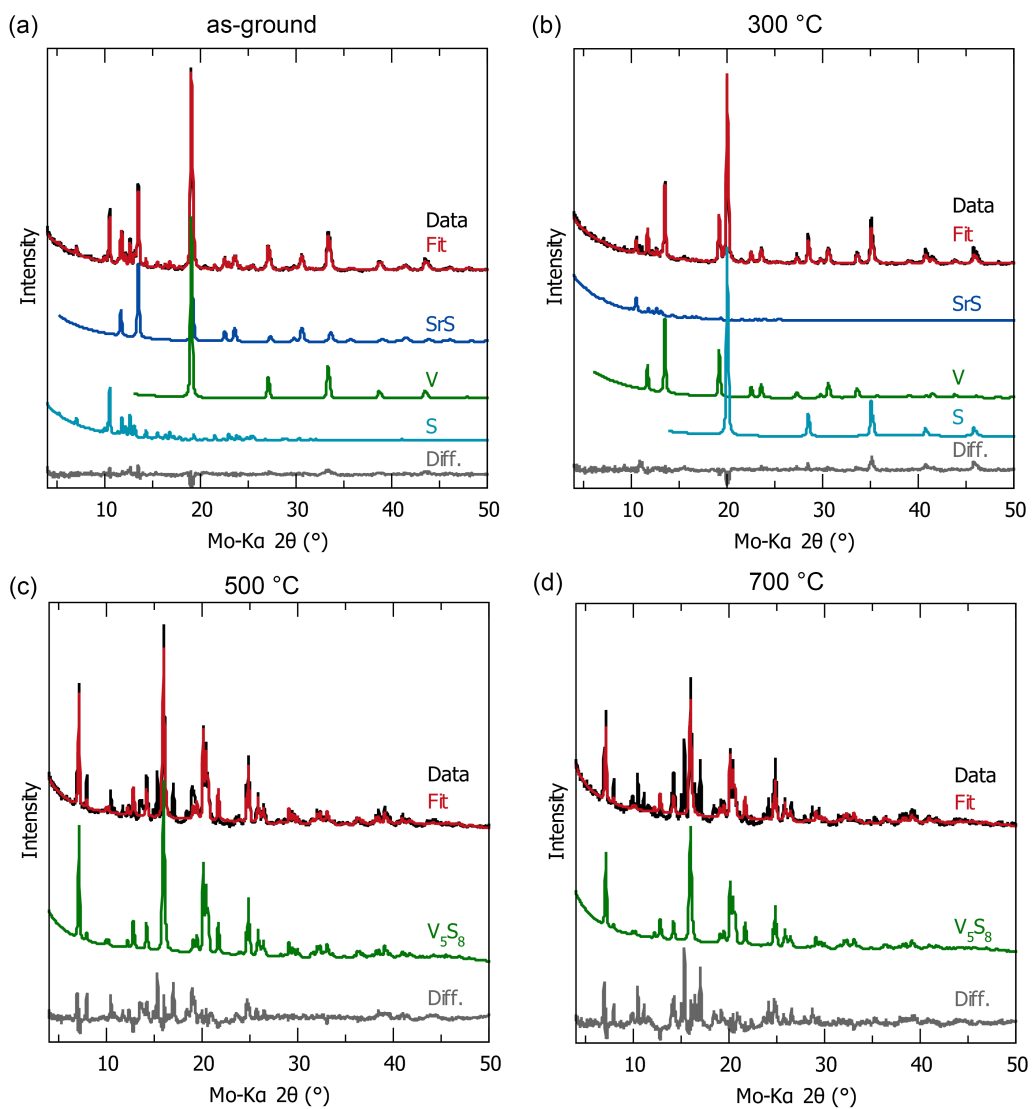 (a) as-ground
Intensity
Data
Fit
SrS
V
S
Diff.
10 20 30 40 50
Mo-Kα 2θ (°)
(b) 300 °C
Intensity
Data
Fit
SrS
V
S
Diff.
10 20 30 40 50
Mo-Kα 2θ (°)
(c) 500 °C
Intensity
Data
Fit
V₅S₈
Diff.
10 20 30 40 50
Mo-Kα 2θ (°)
(d) 700 °C
Intensity
Data
Fit
V₅S₈
Diff.
10 20 30 40 50
Mo-Kα 2θ (°)